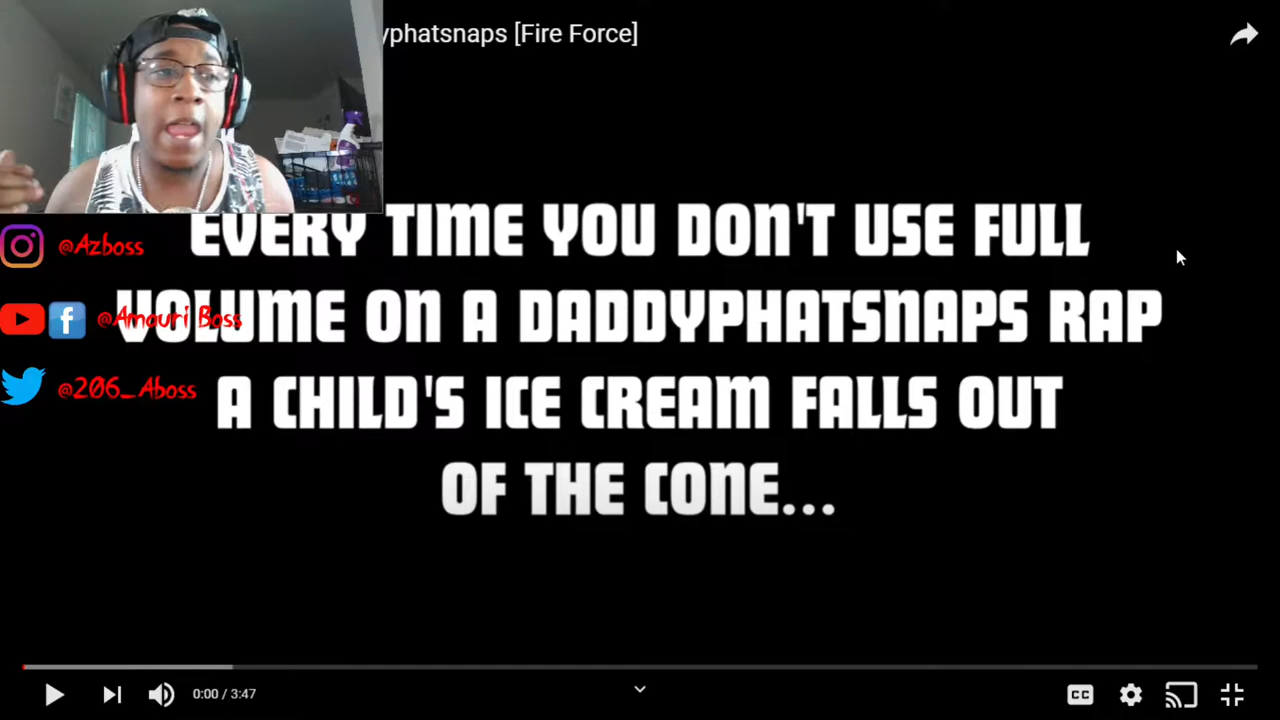 yphatsnaps [Fire Force]
EVERY TIME YOU DON'T USE FULL
@Azboss
VOLUME ON A DADDYPHATSNAPS RAP
@Amauri Boss
A CHILD'S ICE CREAM FALLS OUT
@206_Aboss
OF THE CONE...
0:00 / 3:47
CC